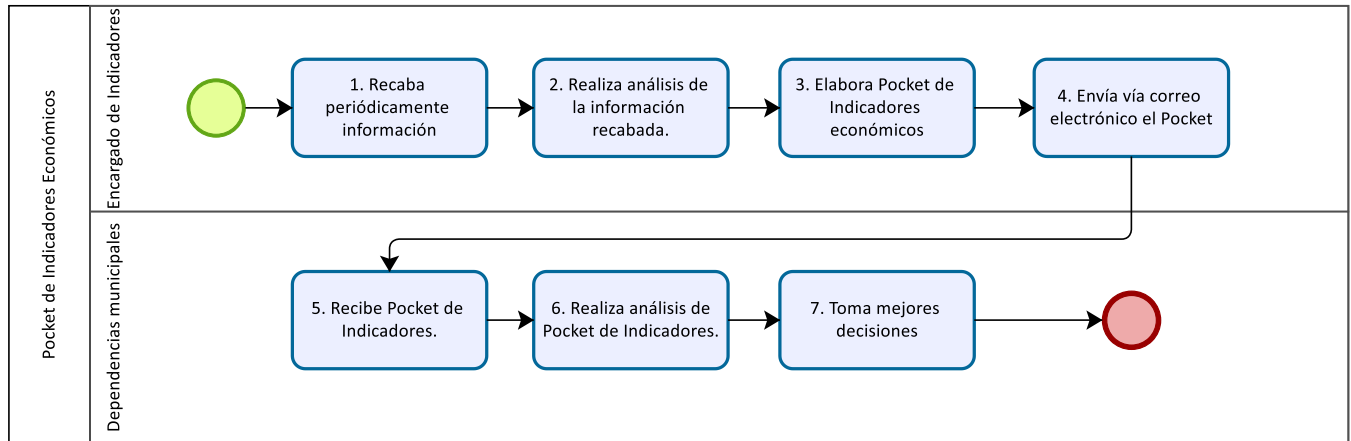 Pocket de Indicadores Económicos
Encargado de Indicadores
1. Recaba
periódicamente
información
2. Realiza análisis de
la información
recabada.
3. Elabora Pocket de
Indicadores
económicos
4. Envía vía correo
electrónico el Pocket
Dependencias municipales
5. Recibe Pocket de
Indicadores.
6. Realiza análisis de
Pocket de Indicadores.
7. Toma mejores
decisiones